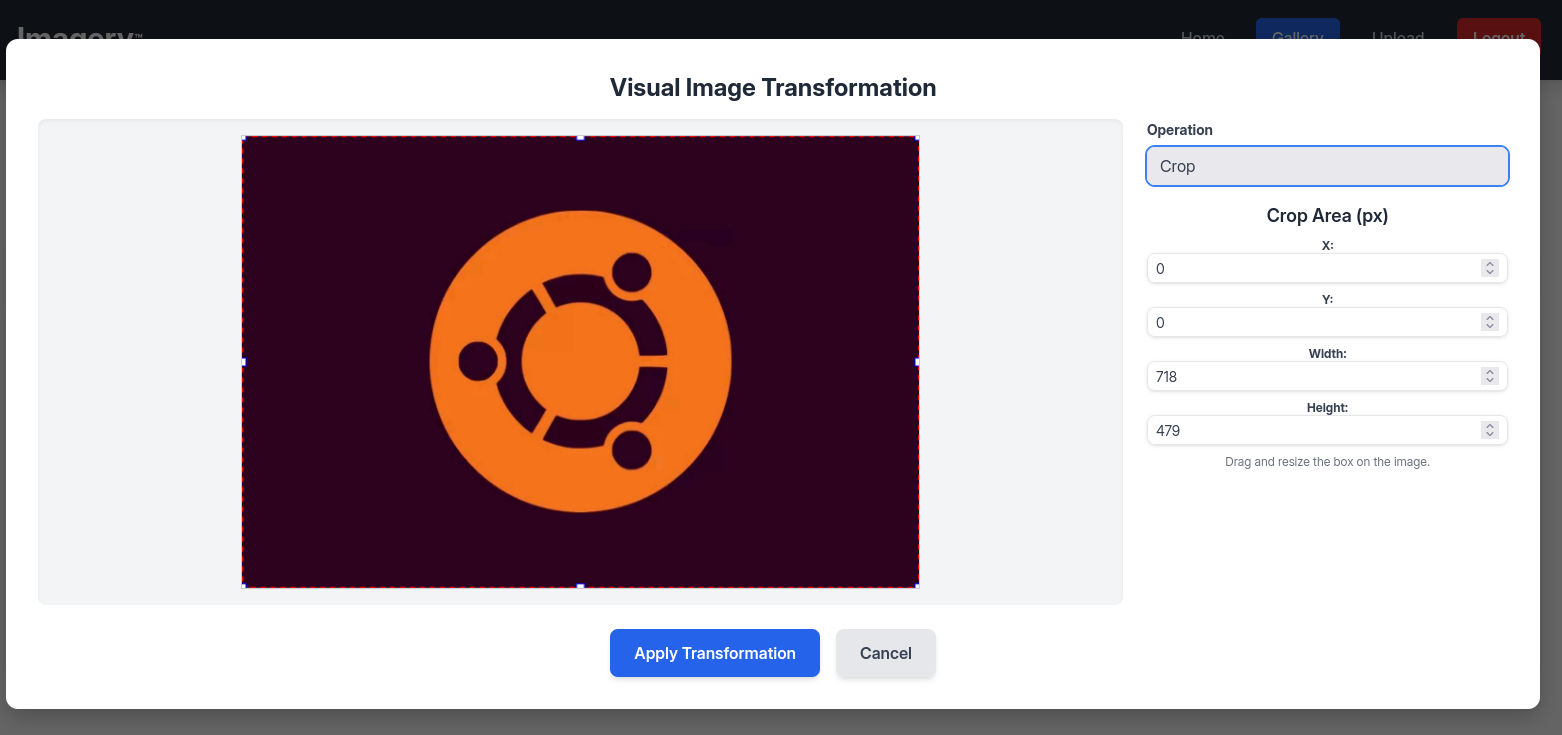 Imagery™
Home Gallery Upload Logout
Visual Image Transformation
Operation
Crop
Crop Area (px)
X:
0
Y:
0
Width:
718
Height:
479
Drag and resize the box on the image.
Apply Transformation Cancel